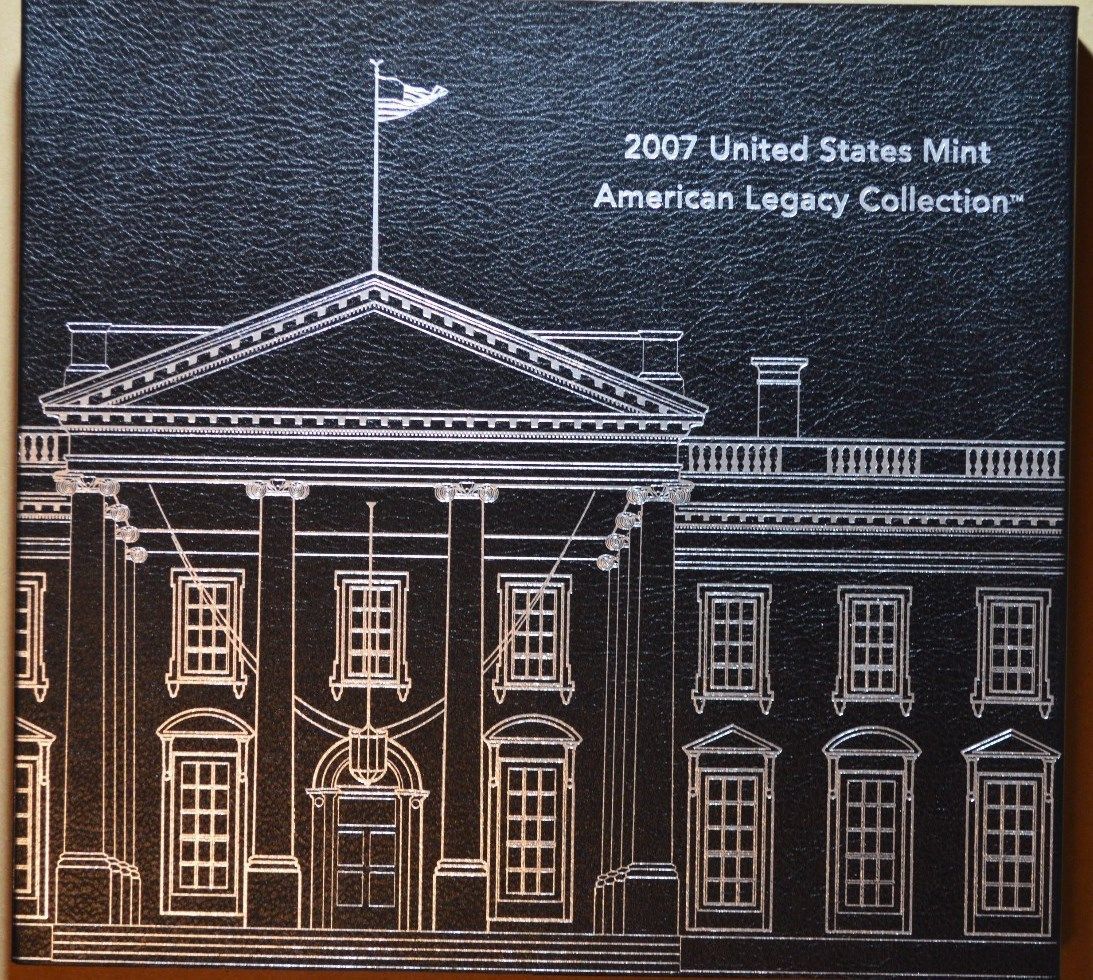 2007 United States Mint
American Legacy Collection™